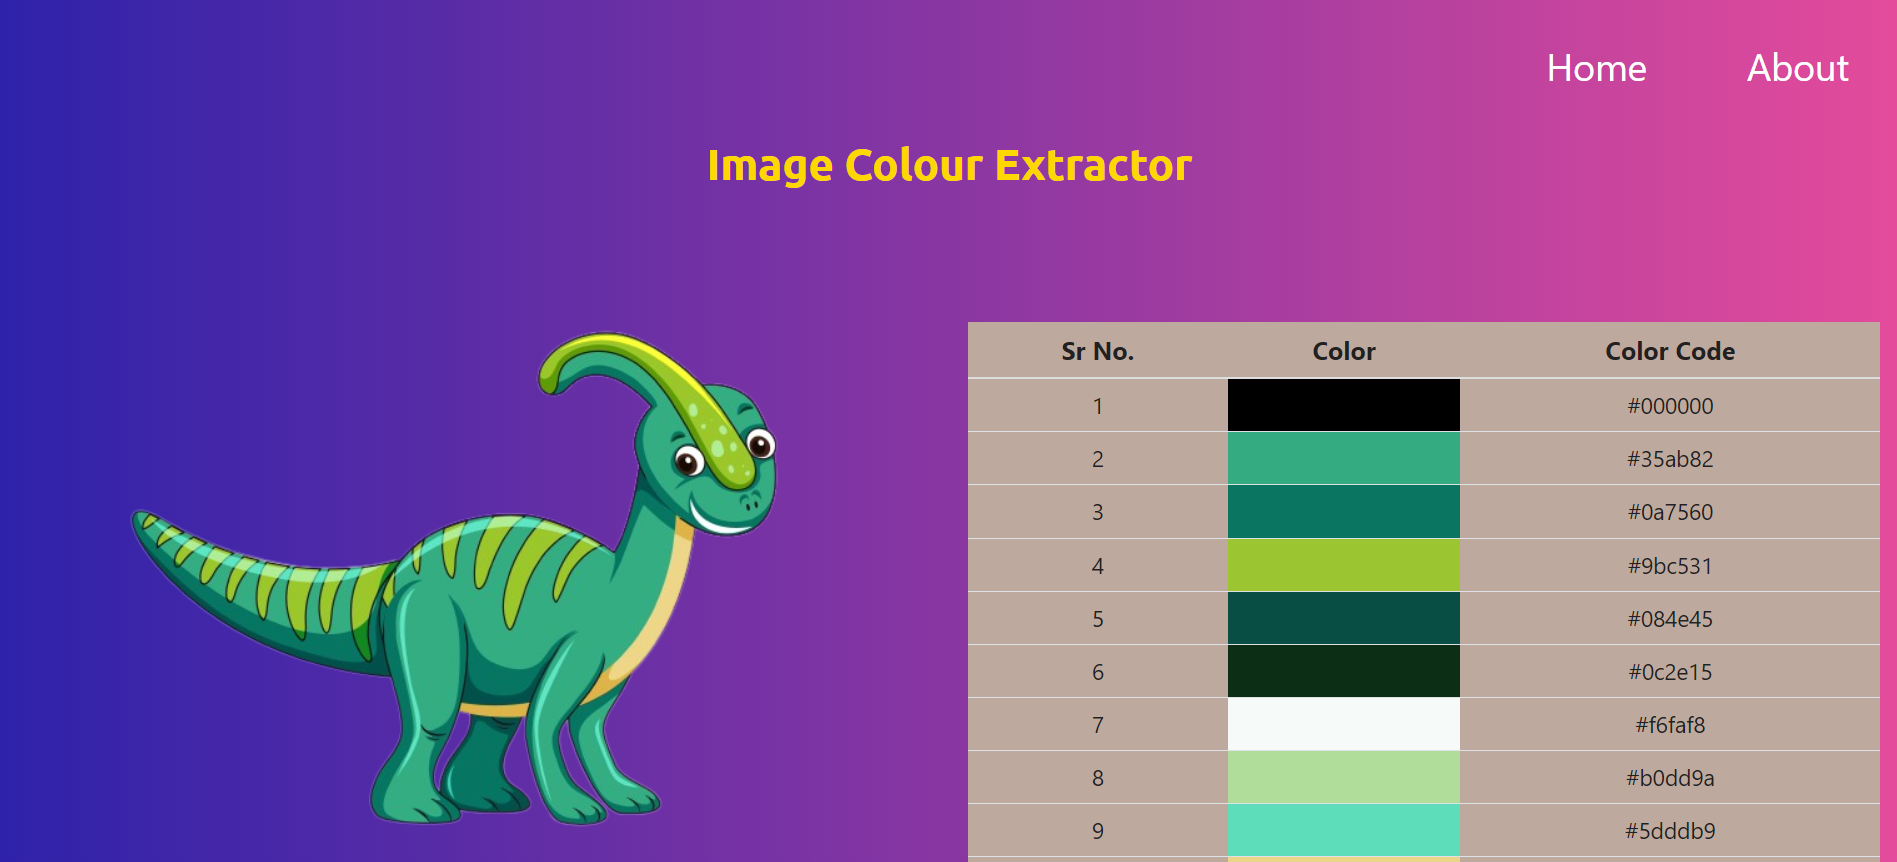 Home About
Image Colour Extractor
Sr No. Color Color Code
1 #000000
2 #35ab82
3 #0a7560
4 #9bc531
5 #084e45
6 #0c2e15
7 #f6faf8
8 #b0dd9a
9 #5dddb9